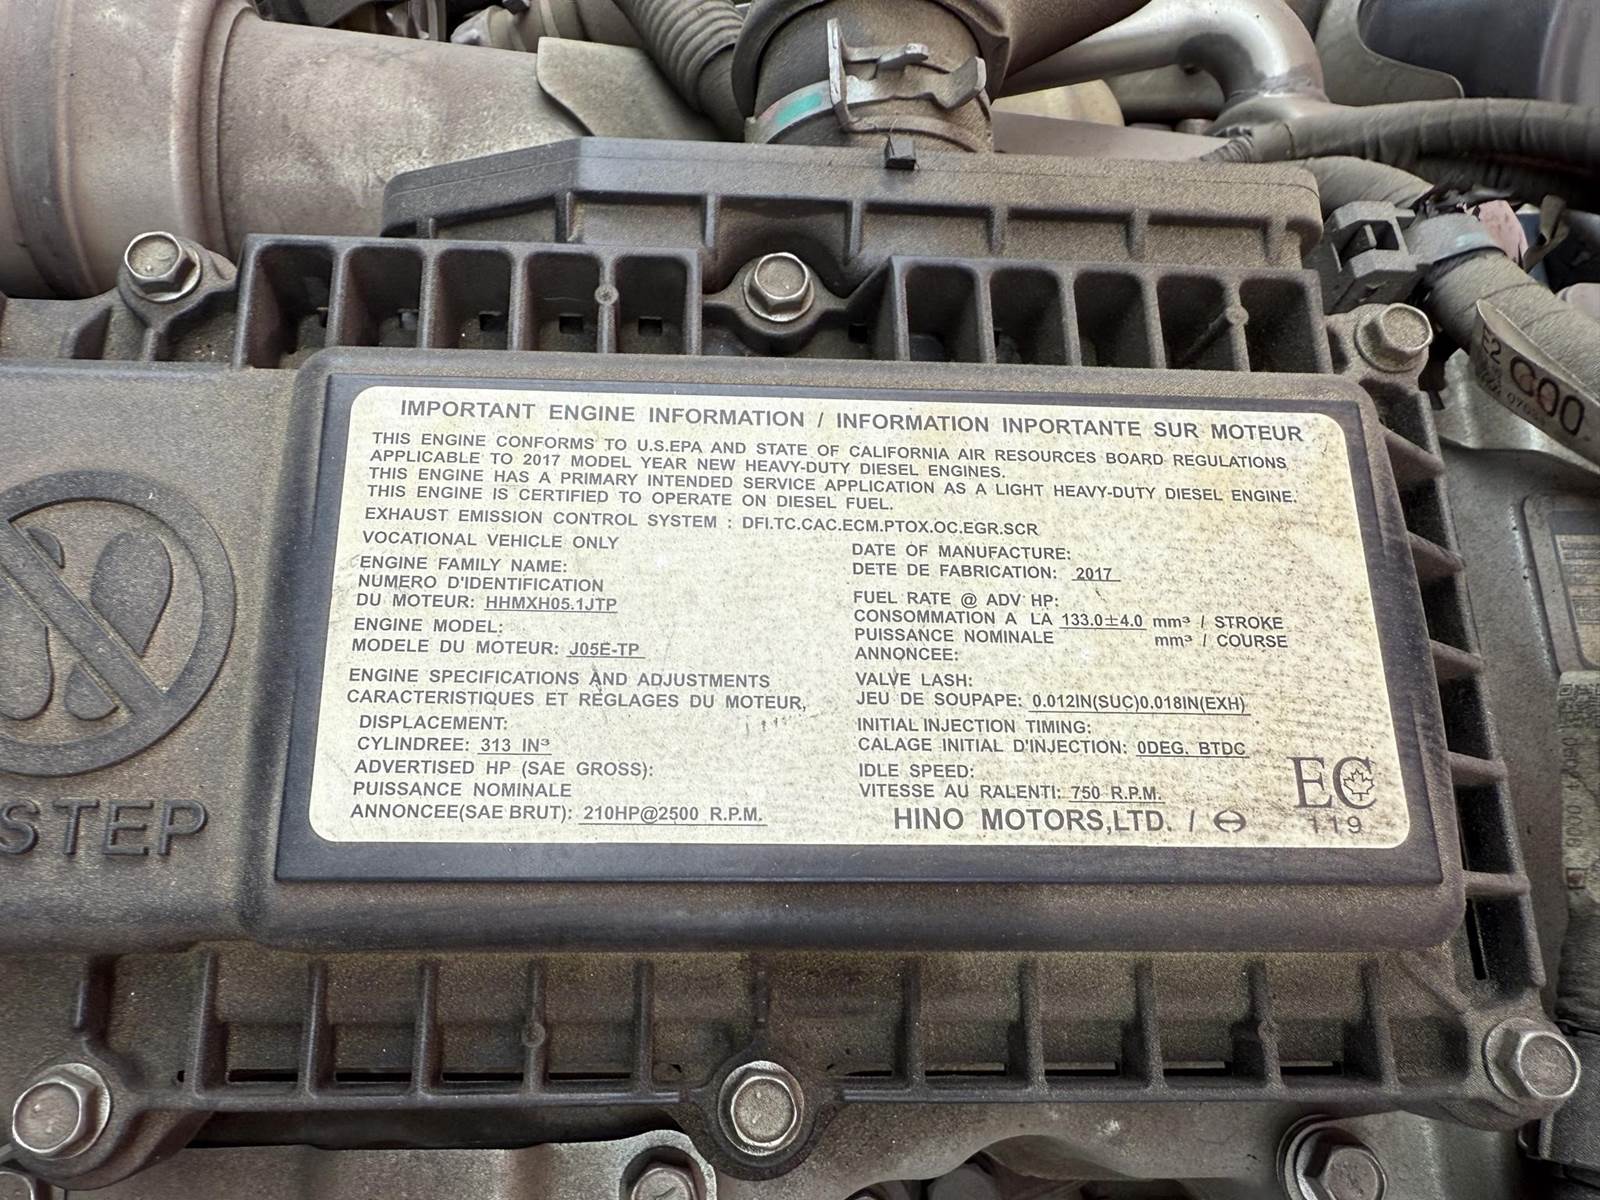 IMPORTANT ENGINE INFORMATION / INFORMATION INPORTANTE SUR MOTEUR
THIS ENGINE CONFORMS TO U.S.EPA AND STATE OF CALIFORNIA AIR RESOURCES BOARD REGULATIONS
APPLICABLE TO 2017 MODEL YEAR NEW HEAVY-DUTY DIESEL ENGINES.
THIS ENGINE HAS A PRIMARY INTENDED SERVICE APPLICATION AS A LIGHT HEAVY-DUTY DIESEL ENGINE.
THIS ENGINE IS CERTIFIED TO OPERATE ON DIESEL FUEL.
EXHAUST EMISSION CONTROL SYSTEM : DFI.TC.CAC.ECM.PTOX.OC.EGR.SCR
VOCATIONAL VEHICLE ONLY
ENGINE FAMILY NAME:
NUMERO D'IDENTIFICATION
DU MOTEUR: HHMXH05.1JTP
ENGINE MODEL:
MODELE DU MOTEUR: J05E-TP
ENGINE SPECIFICATIONS AND ADJUSTMENTS
CARACTERISTIQUES ET REGLAGES DU MOTEUR,
DISPLACEMENT:
CYLINDREE: 313 IN³
ADVERTISED HP (SAE GROSS):
PUISSANCE NOMINALE
ANNONCEE(SAE BRUT): 210HP@2500 R.P.M.
DATE OF MANUFACTURE:
DETE DE FABRICATION: 2017
FUEL RATE @ ADV HP:
CONSOMMATION A LA 133.0±4.0 mm³ / STROKE
PUISSANCE NOMINALE mm³ / COURSE
ANNONCEE:
VALVE LASH:
JEU DE SOUPAPE: 0.012IN(SUC)0.018IN(EXH)
INITIAL INJECTION TIMING:
CALAGE INITIAL D'INJECTION: 0DEG. BTDC
IDLE SPEED:
VITESSE AU RALENTI: 750 R.P.M.
HINO MOTORS,LTD. /
EC
119
STEP
E2
C00